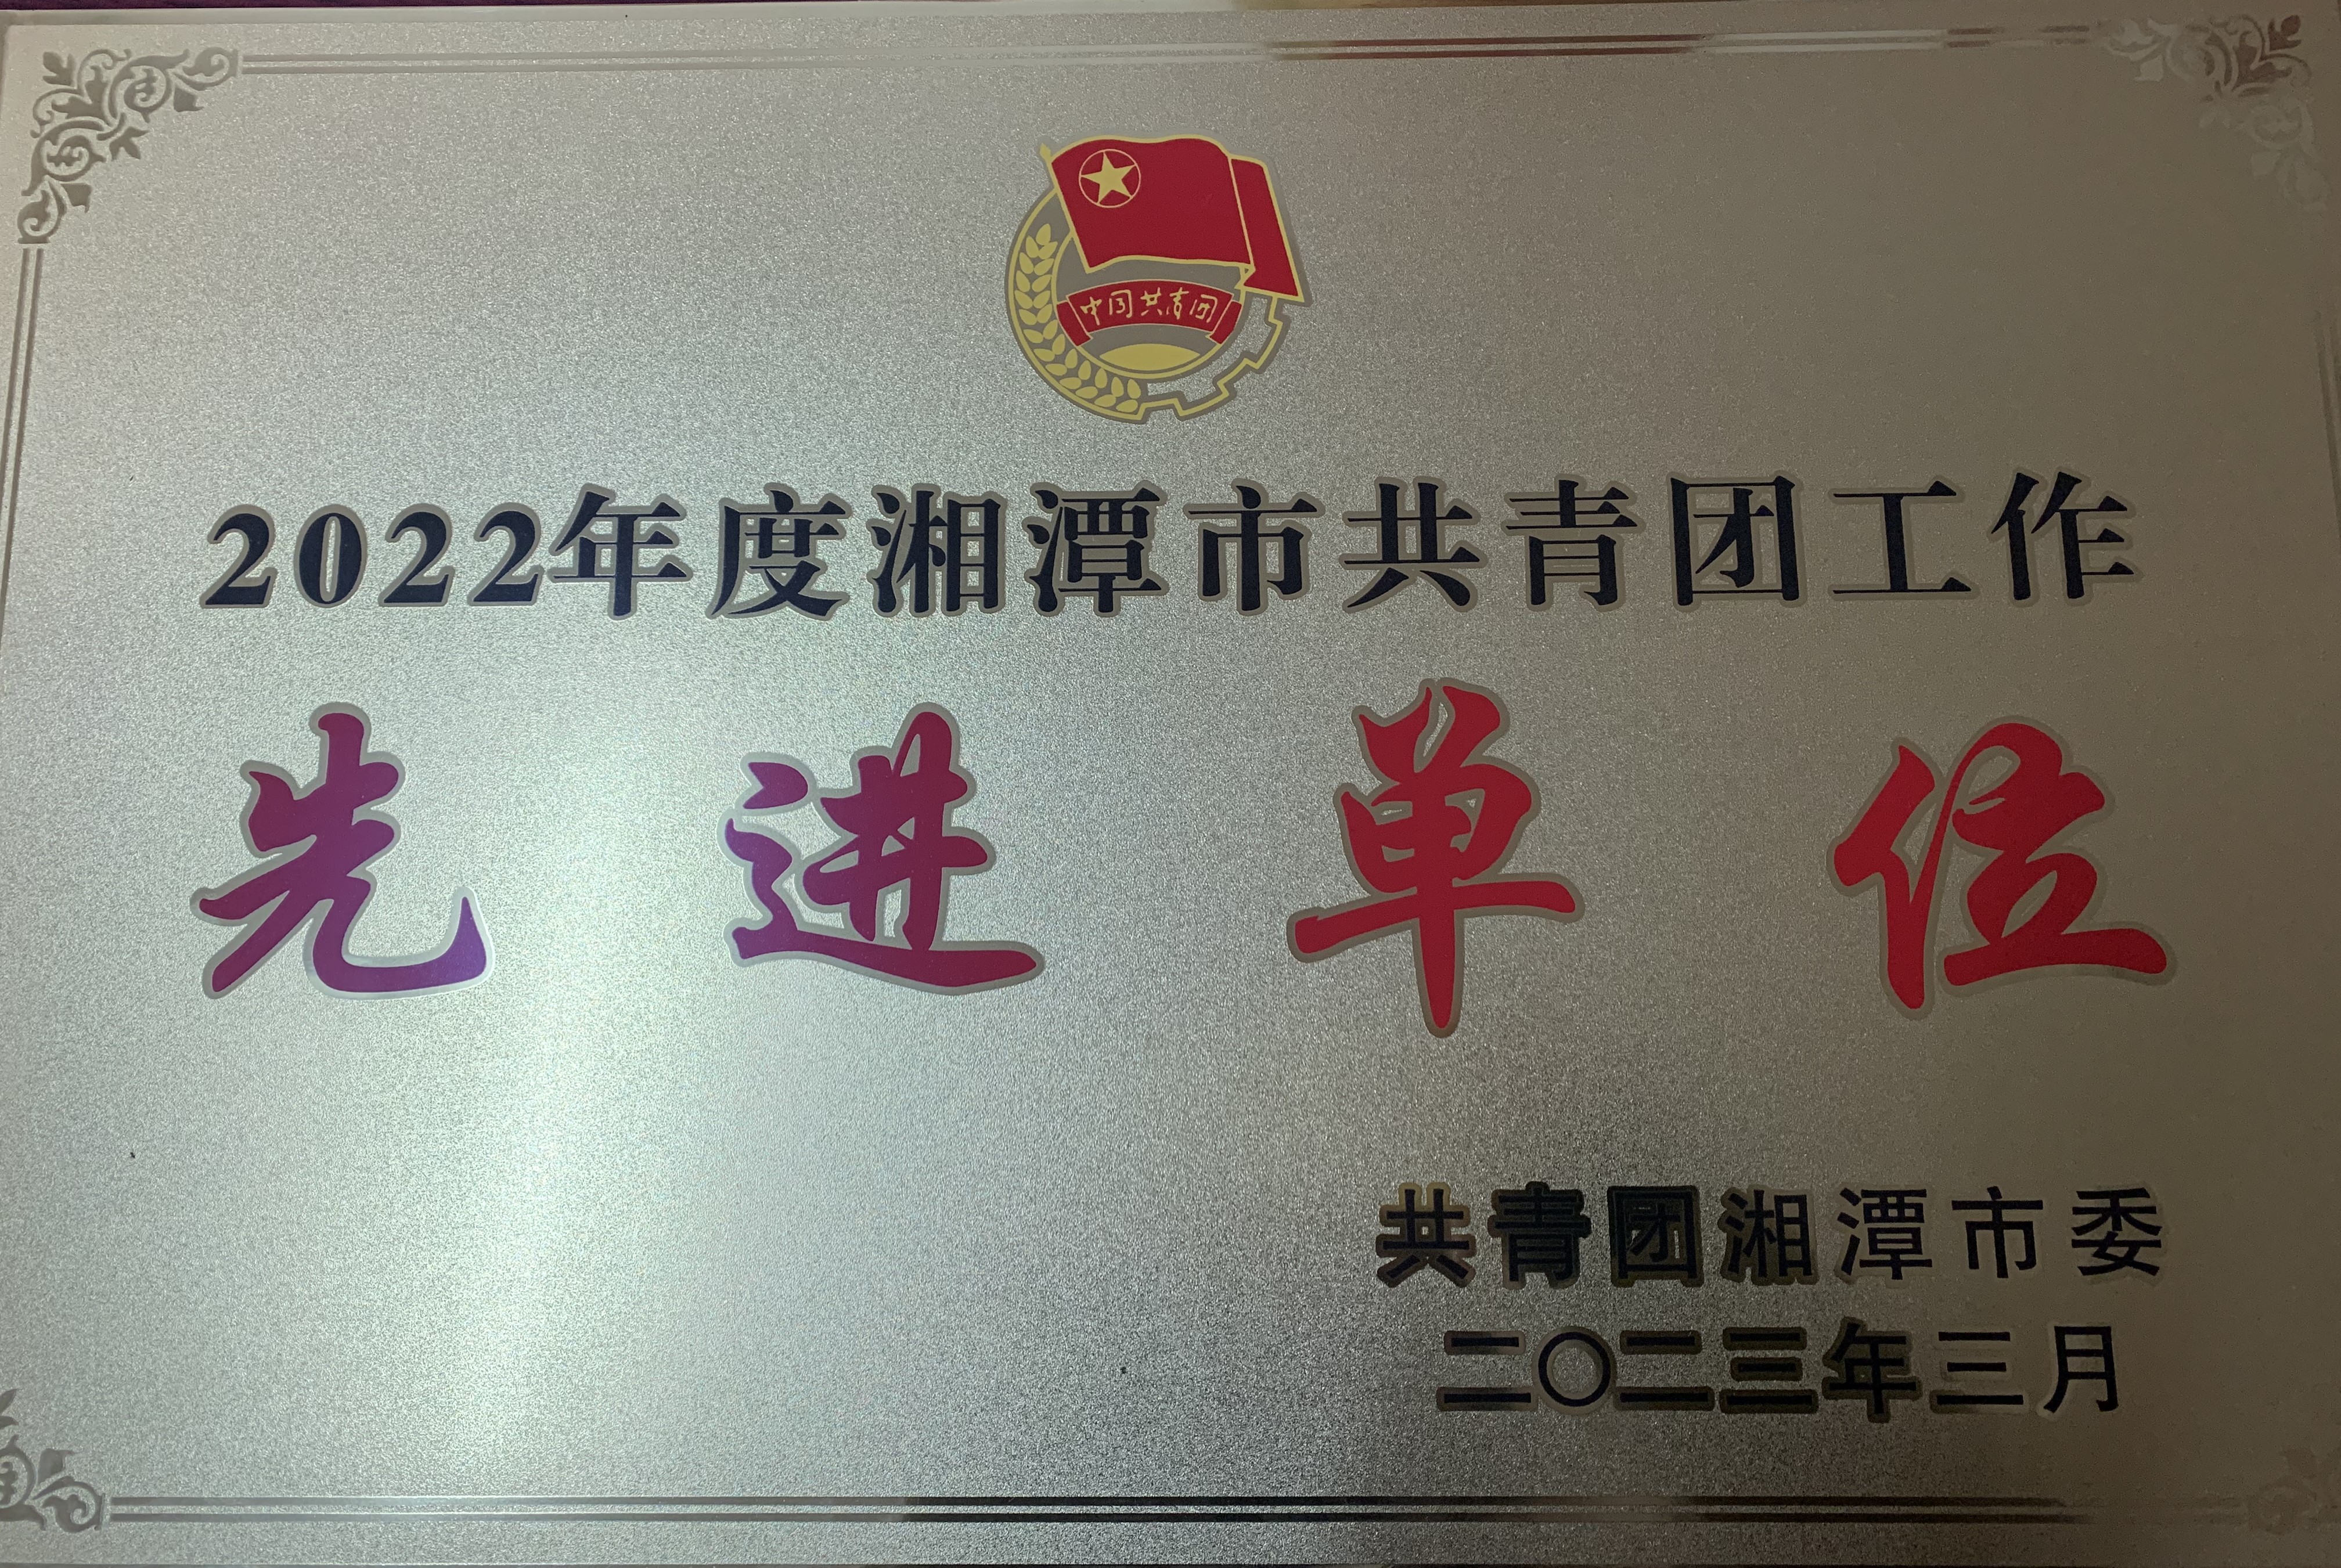 中国共青团
2022年度湘潭市共青团工作
先进单位
共青团湘潭市委
二〇二三年三月